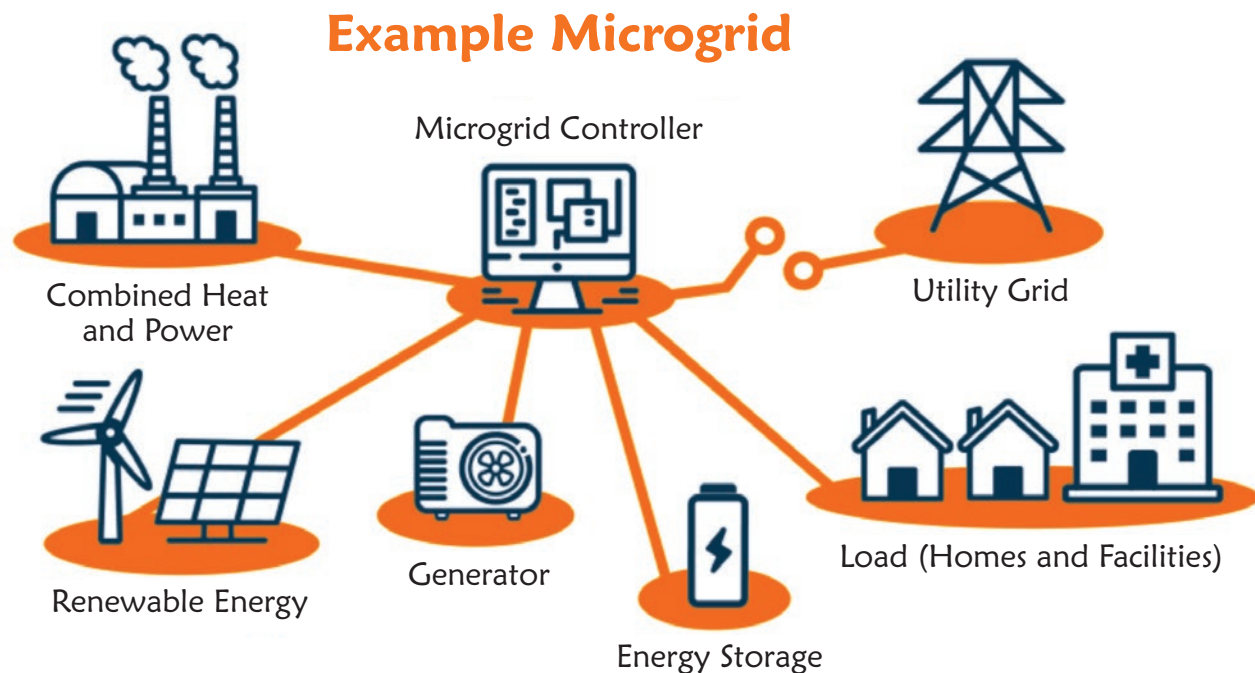 Example Microgrid
Microgrid Controller
Combined Heat
and Power
Utility Grid
Renewable Energy
Generator
Energy Storage
Load (Homes and Facilities)